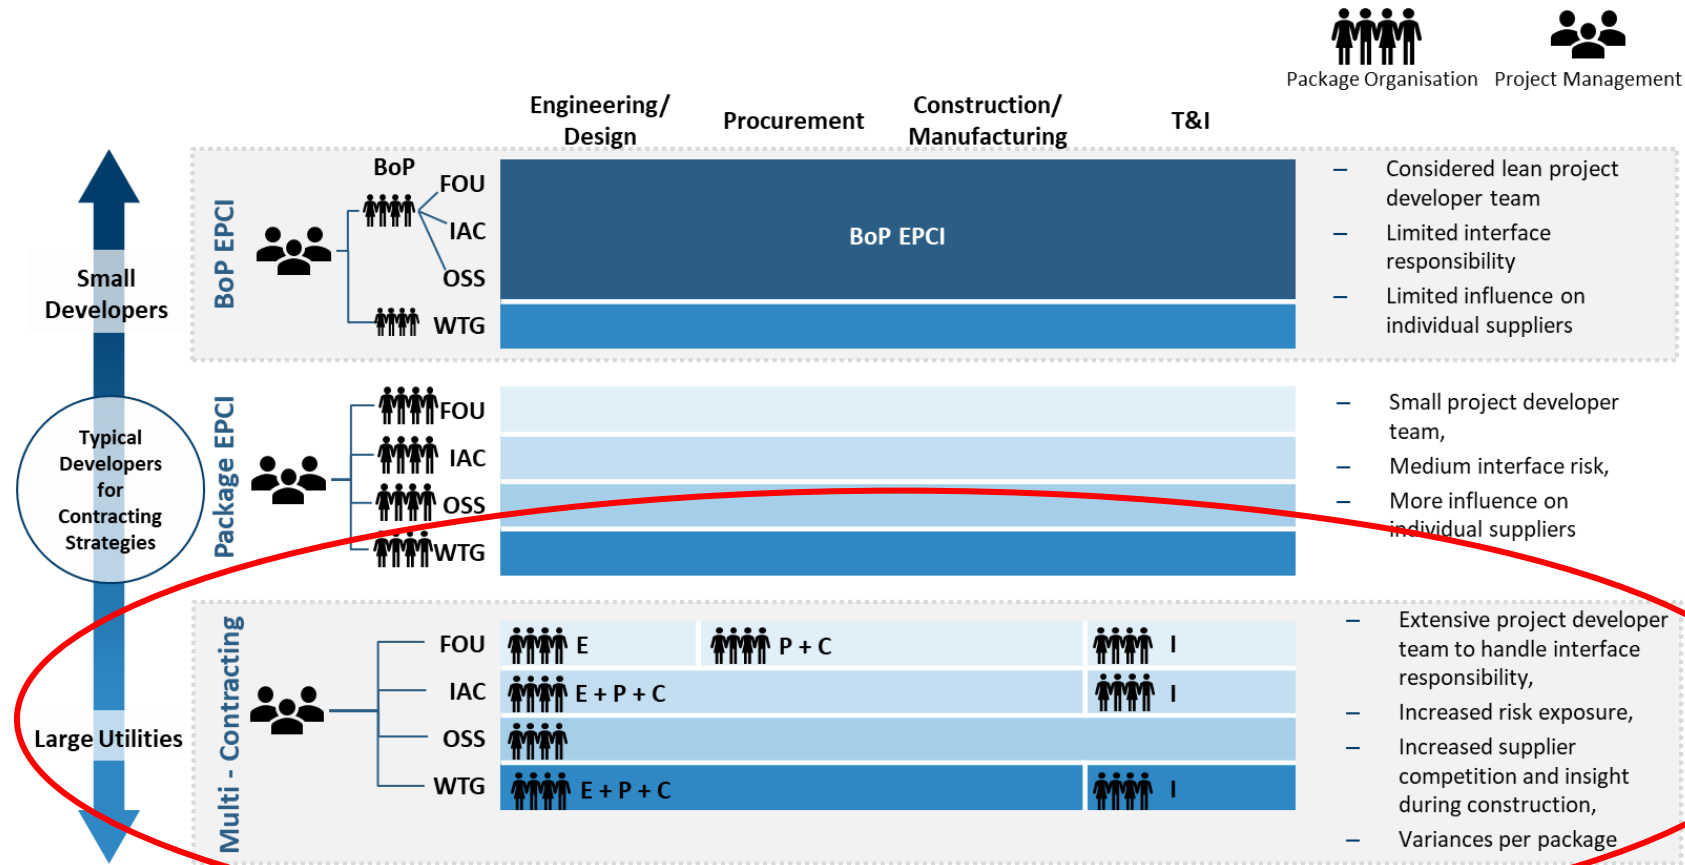 Package Organisation
Project Management
Engineering/
Design
Procurement
Construction/
Manufacturing
T&I
Small
Developers
Typical
Developers
for
Contracting
Strategies
Large Utilities
BoP EPCI
BoP
FOU
IAC
OSS
WTG
BoP EPCI
– Considered lean project
developer team
– Limited interface
responsibility
– Limited influence on
individual suppliers
Package EPCI
FOU
IAC
OSS
WTG
– Small project developer
team,
– Medium interface risk,
– More influence on
individual suppliers
Multi - Contracting
FOU
E
P + C
I
IAC
E + P + C
I
OSS
WTG
E + P + C
I
– Extensive project developer
team to handle interface
responsibility,
– Increased risk exposure,
– Increased supplier
competition and insight
during construction,
– Variances per package